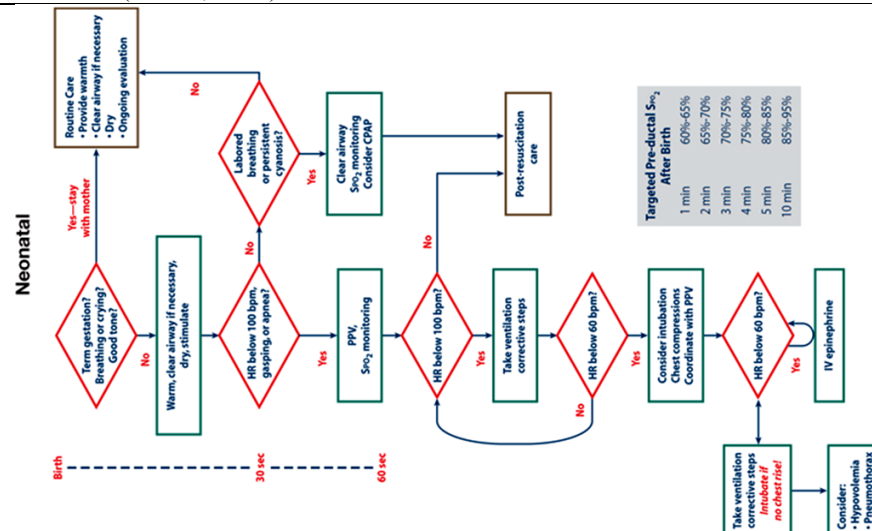 Neonatal
Birth
30 sec
60 sec
Term gestation?
Breathing or crying?
Good tone?
Yes—stay
with mother
Routine Care
• Provide warmth
• Clear airway if necessary
• Dry
• Ongoing evaluation
No
Warm, clear airway if necessary,
dry, stimulate
HR below 100 bpm,
gasping, or apnea?
No
Labored
breathing
or persistent
cyanosis?
No
Yes
Yes
PPV,
SPO2 monitoring
Clear airway
SPO2 monitoring
Consider CPAP
HR below 100 bpm?
No
Post-resuscitation
care
Yes
Take ventilation
corrective steps
HR below 60 bpm?
No
Yes
Consider intubation
Chest compressions
Coordinate with PPV
HR below 60 bpm?
Yes
IV epinephrine
Take ventilation
corrective steps
Intubate if
no chest rise!
Consider:
• Hypovolemia
• Pneumothorax
Targeted Pre-ductal SPO2
After Birth
1 min 60%-65%
2 min 65%-70%
3 min 70%-75%
4 min 75%-80%
5 min 80%-85%
10 min 85%-95%